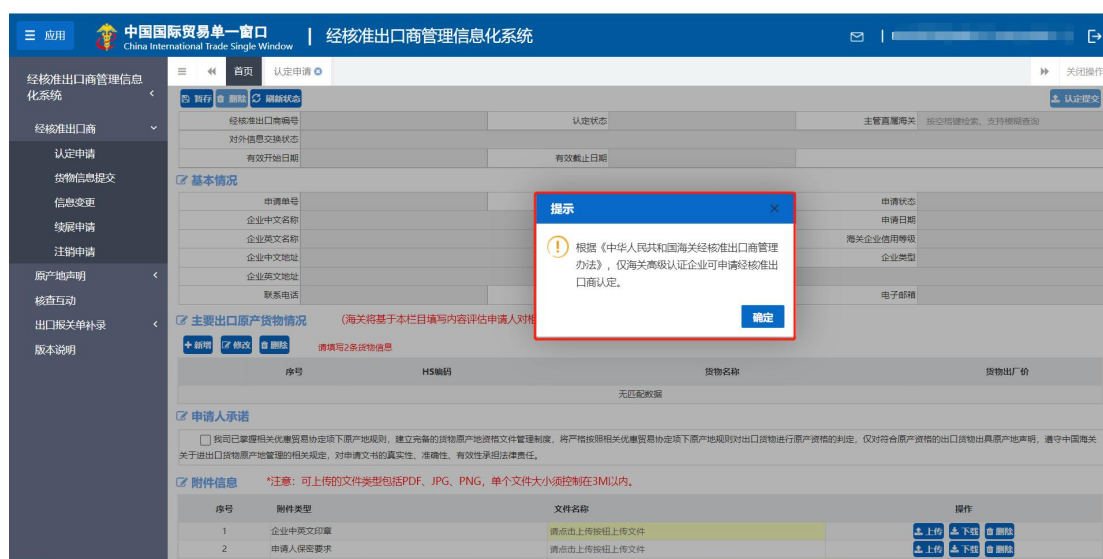 应用
中国国际贸易单一窗口
China International Trade Single Window
经核准出口商管理信息化系统
经核准出口商管理信息
化系统
经核准出口商
认定申请
货物信息提交
信息变更
续展申请
注销申请
原产地声明
核查互动
出口报关单补录
版本说明
首页 认定申请 关闭操作
暂存 删除 刷新状态 认定提交
经核准出口商编号 认定状态 主管直属海关 按空格键检索，支持模糊查询
对外信息交换状态
有效开始日期 有效截止日期
基本情况
申请单号 申请状态
企业中文名称 申请日期
企业英文名称 海关企业信用等级
企业中文地址 企业类型
企业英文地址
联系电话 电子邮箱
提示
根据《中华人民共和国海关经核准出口商管理
办法》，仅海关高级认证企业可申请经核准出
口商认定。
确定
主要出口原产货物情况 (海关将基于本栏目填写内容评估申请人对相
新增 修改 删除 请填写2条货物信息
序号 HS编码 货物名称 货物出厂价
无匹配数据
申请人承诺
我司已掌握相关优惠贸易协定项下原产地规则，建立完备的货物原产地资格文件管理制度，将严格按照相关优惠贸易协定项下原产地规则对出口货物进行原产资格的判定，仅对符合原产资格的出口货物出具原产地声明，遵守中国海关
关于进出口货物原产地管理的相关规定，对申请文书的真实性、准确性、有效性承担法律责任。
附件信息 *注意：可上传的文件类型包括PDF、JPG、PNG，单个文件大小须控制在3M以内。
序号 附件类型 文件名称 操作
1 企业中英文印章 请点击上传按钮上传文件 上传 下载 删除
2 申请人保密要求 请点击上传按钮上传文件 上传 下载 删除